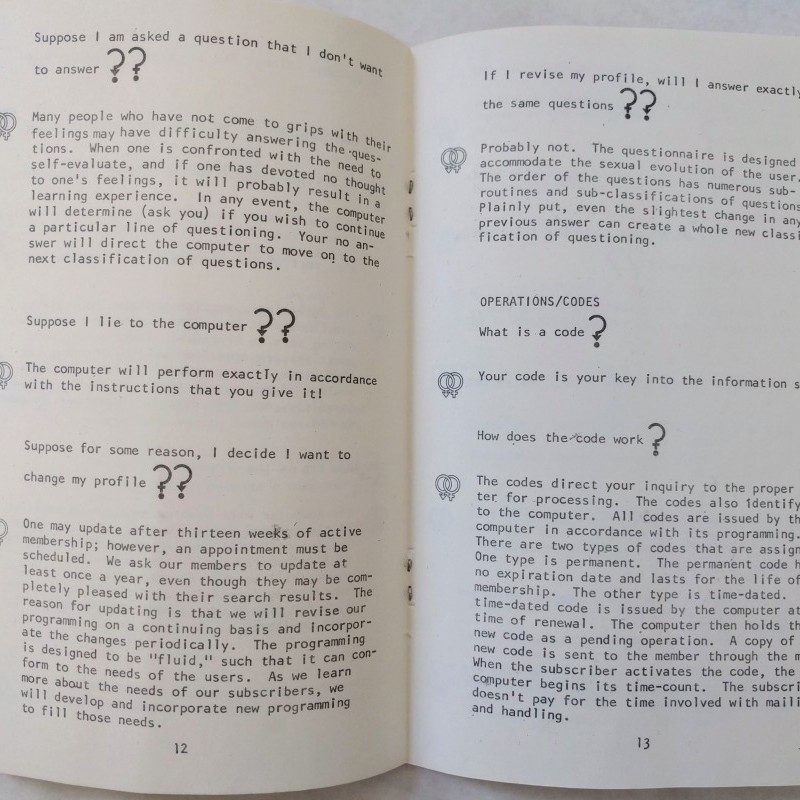 Suppose I am asked a question that I don't want
to answer ??
Many people who have not come to grips with their
feelings may have difficulty answering the ques-
tions. When one is confronted with the need to
self-evaluate, and if one has devoted no thought
to one's feelings, it will probably result in a
learning experience. In any event, the computer
will determine (ask you) if you wish to continue
a particular line of questioning. Your no an-
swer will direct the computer to move on to the
next classification of questions.
Suppose I lie to the computer ??
The computer will perform exactly in accordance
with the instructions that you give it!
Suppose for some reason, I decide I want to
change my profile ??
One may update after thirteen weeks of active
membership; however, an appointment must be
scheduled. We ask our members to update at
least once a year, even though they may be com-
pletely pleased with their search results. The
reason for updating is that we will revise our
programming on a continuing basis and incorpor-
ate the changes periodically. The programming
is designed to be "fluid," such that it can con-
form to the needs of the users. As we learn
more about the needs of our subscribers, we
will develop and incorporate new programming
to fill those needs.
12
If I revise my profile, will I answer exactly
the same questions ??
Probably not. The questionnaire is designed
accommodate the sexual evolution of the user.
The order of the questions has numerous sub-
routines and sub-classifications of questions
Plainly put, even the slightest change in any
previous answer can create a whole new classi
fication of questioning.
OPERATIONS/CODES
What is a code ?
Your code is your key into the information s
How does the code work ?
The codes direct your inquiry to the proper
ter for processing. The codes also identify
to the computer. All codes are issued by th
computer in accordance with its programming.
There are two types of codes that are assign
One type is permanent. The permanent code h
no expiration date and lasts for the life of
membership. The other type is time-dated.
time-dated code is issued by the computer at
time of renewal. The computer then holds th
new code as a pending operation. A copy of
new code is sent to the member through the m
When the subscriber activates the code, the
computer begins its time-count. The subscri
doesn't pay for the time involved with maili
and handling.
13